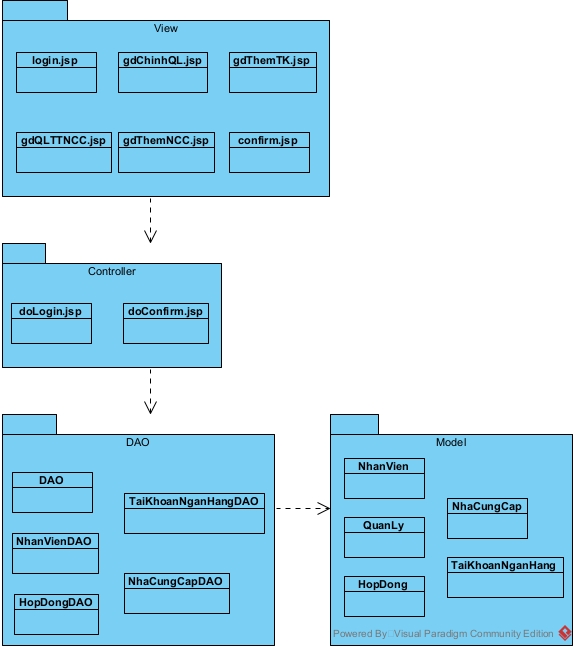 View
login.jsp
gdChinhQL.jsp
gdThemTK.jsp
gdQLTTNCC.jsp
gdThemNCC.jsp
confirm.jsp
Controller
doLogin.jsp
doConfirm.jsp
DAO
DAO
TaiKhoanNganHangDAO
NhanVienDAO
NhaCungCapDAO
HopDongDAO
Model
NhanVien
NhaCungCap
QuanLy
TaiKhoanNganHang
HopDong
Powered By Visual Paradigm Community Edition